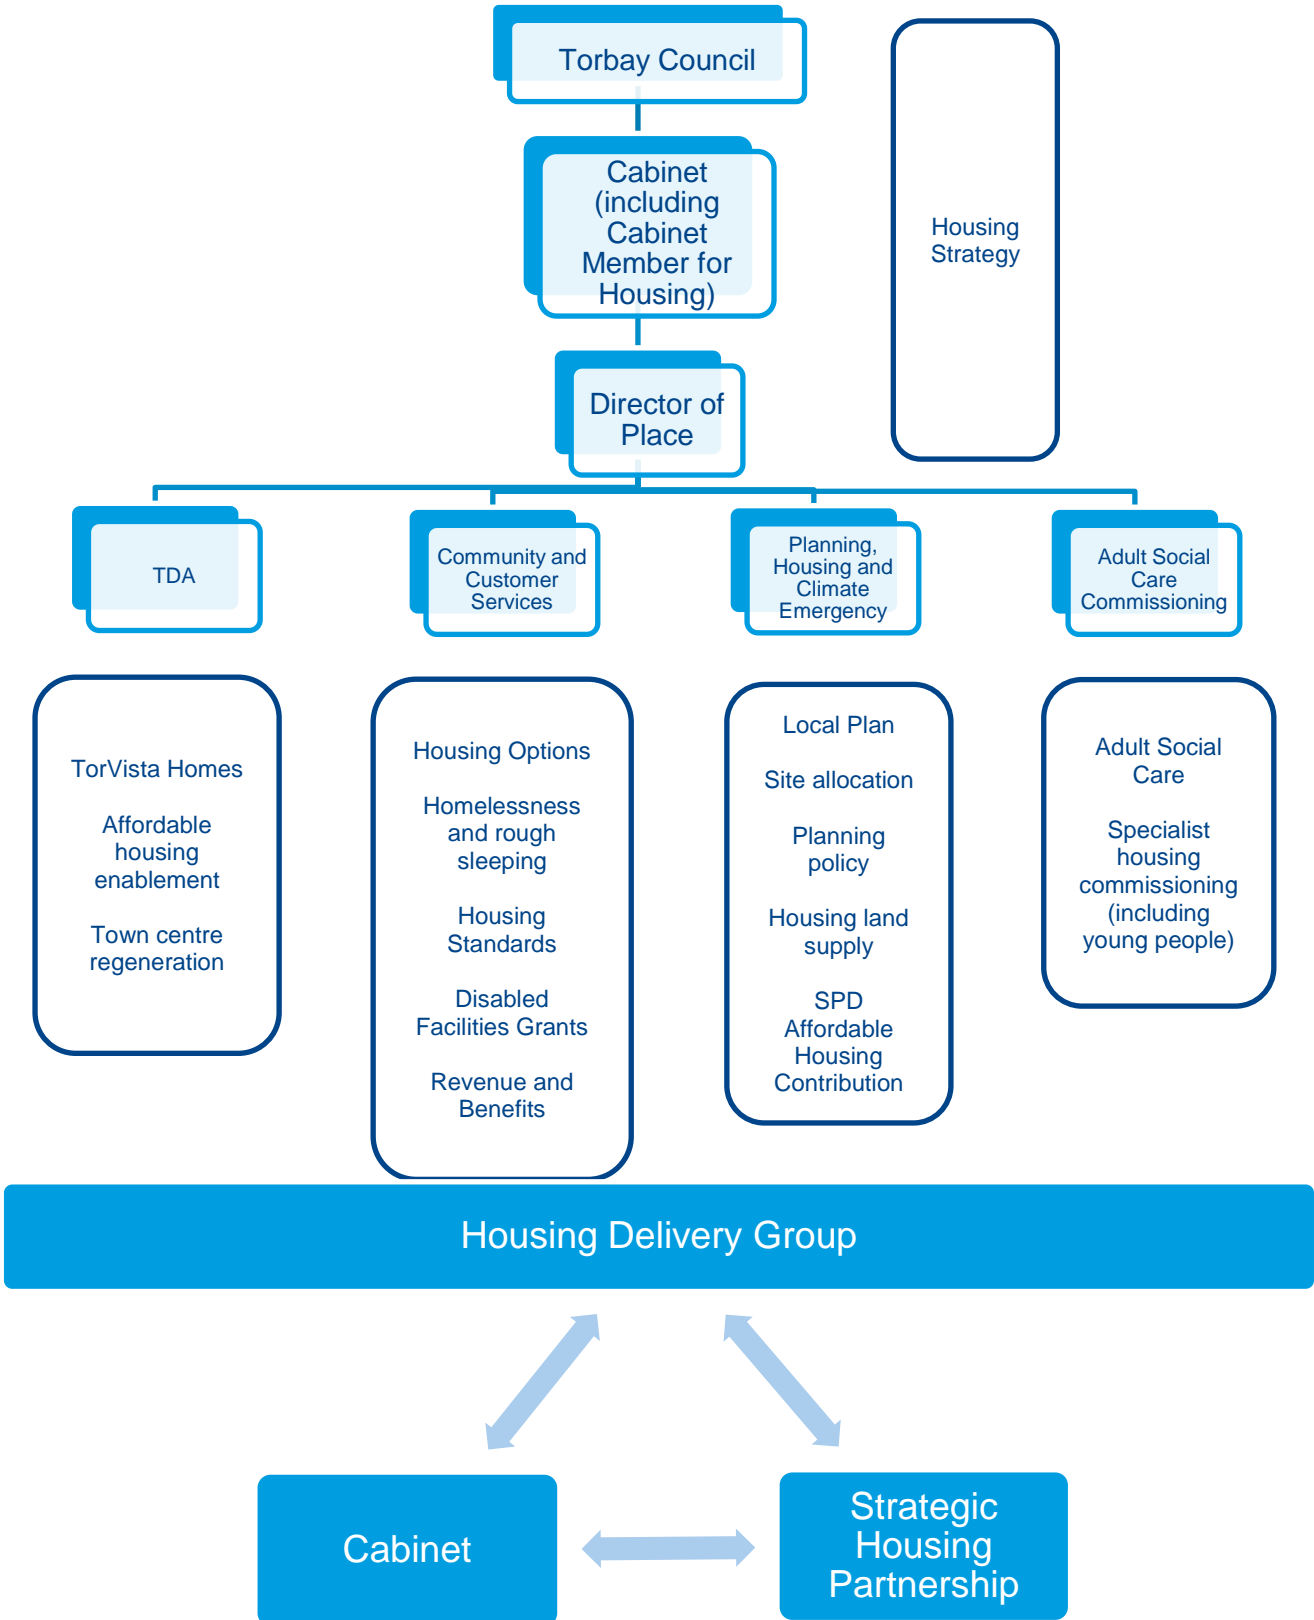 Torbay Council
Cabinet
(including
Cabinet
Member for
Housing)
Housing
Strategy
Director of
Place
TDA
Community and
Customer
Services
Planning,
Housing and
Climate
Emergency
Adult Social
Care
Commissioning
TorVista Homes
Affordable
housing
enablement
Town centre
regeneration
Housing Options
Homelessness
and rough
sleeping
Housing
Standards
Disabled
Facilities Grants
Revenue and
Benefits
Local Plan
Site allocation
Planning
policy
Housing land
supply
SPD
Affordable
Housing
Contribution
Adult Social
Care
Specialist
housing
commissioning
(including
young people)
Housing Delivery Group
Cabinet
Strategic
Housing
Partnership